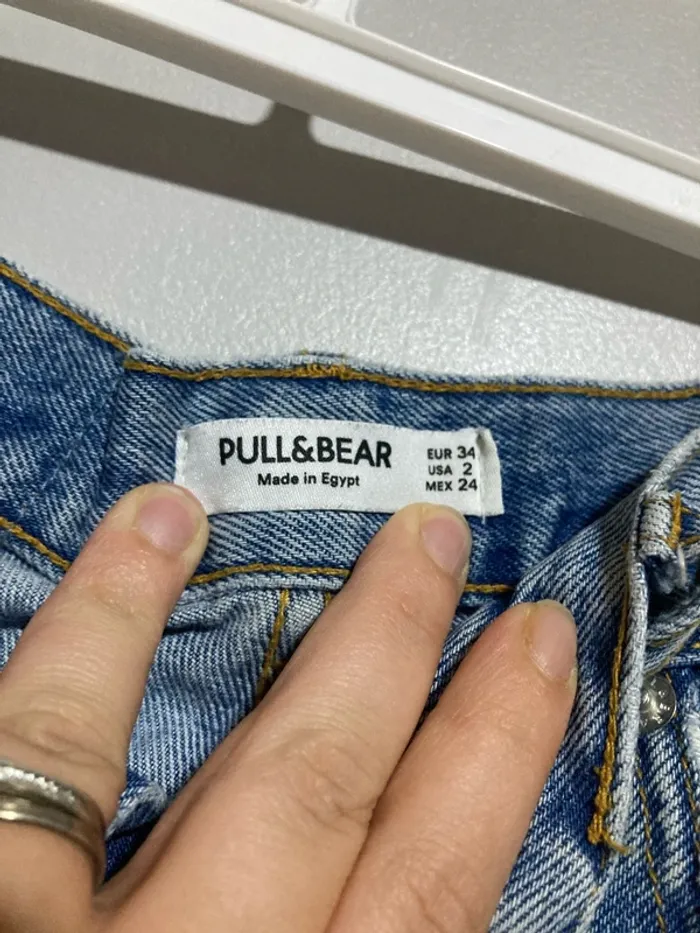 PULL&BEAR
Made in Egypt
EUR 34
USA 2
MEX 24